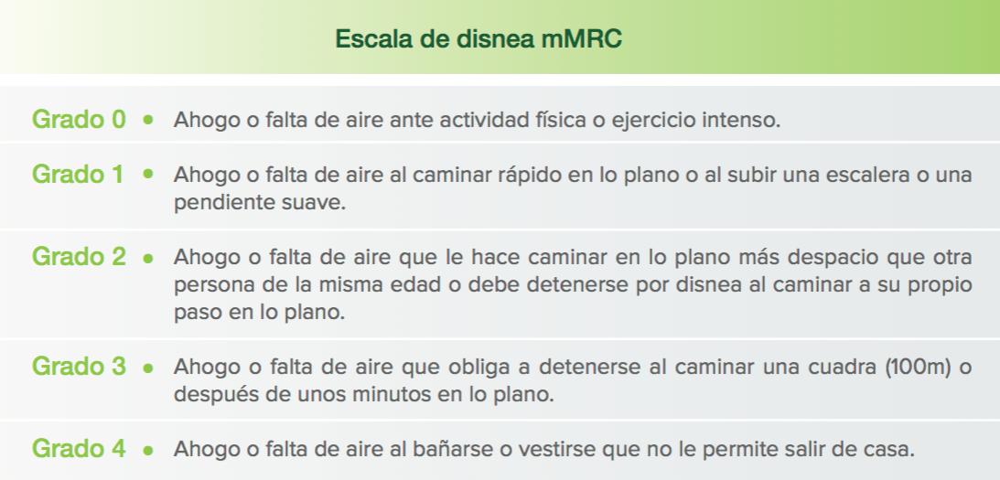 Escala de disnea mMRC
Grado 0 • Ahogo o falta de aire ante actividad física o ejercicio intenso.
Grado 1 • Ahogo o falta de aire al caminar rápido en lo plano o al subir una escalera o una
pendiente suave.
Grado 2 • Ahogo o falta de aire que le hace caminar en lo plano más despacio que otra
persona de la misma edad o debe detenerse por disnea al caminar a su propio
paso en lo plano.
Grado 3 • Ahogo o falta de aire que obliga a detenerse al caminar una cuadra (100m) o
después de unos minutos en lo plano.
Grado 4 • Ahogo o falta de aire al bañarse o vestirse que no le permite salir de casa.